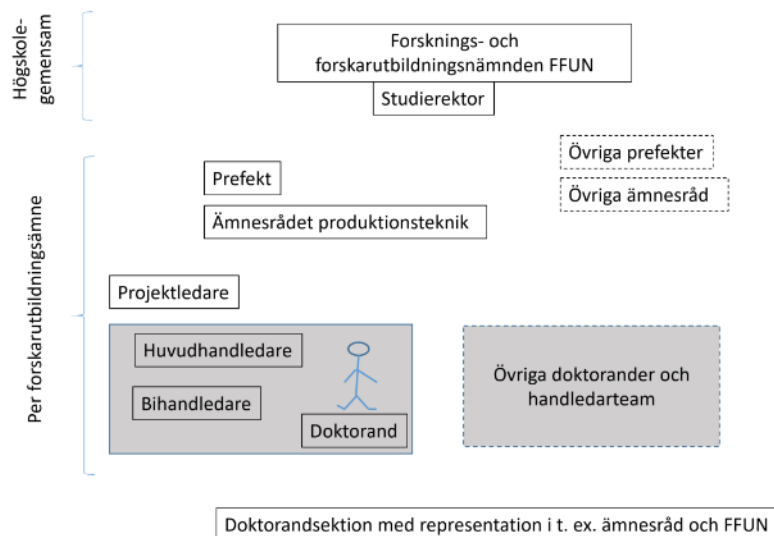 Högskole-
gemensam
Forsknings- och
forskarutbildningsnämnden FFUN
Studierektor
Per forskarutbildningsämne
Övriga prefekter
Prefekt
Övriga ämnesråd
Ämnesrådet produktionsteknik
Projektledare
Huvudhandledare
Bihandledare
Doktorand
Övriga doktorander och
handledarteam
Doktorandsektion med representation i t. ex. ämnesråd och FFUN